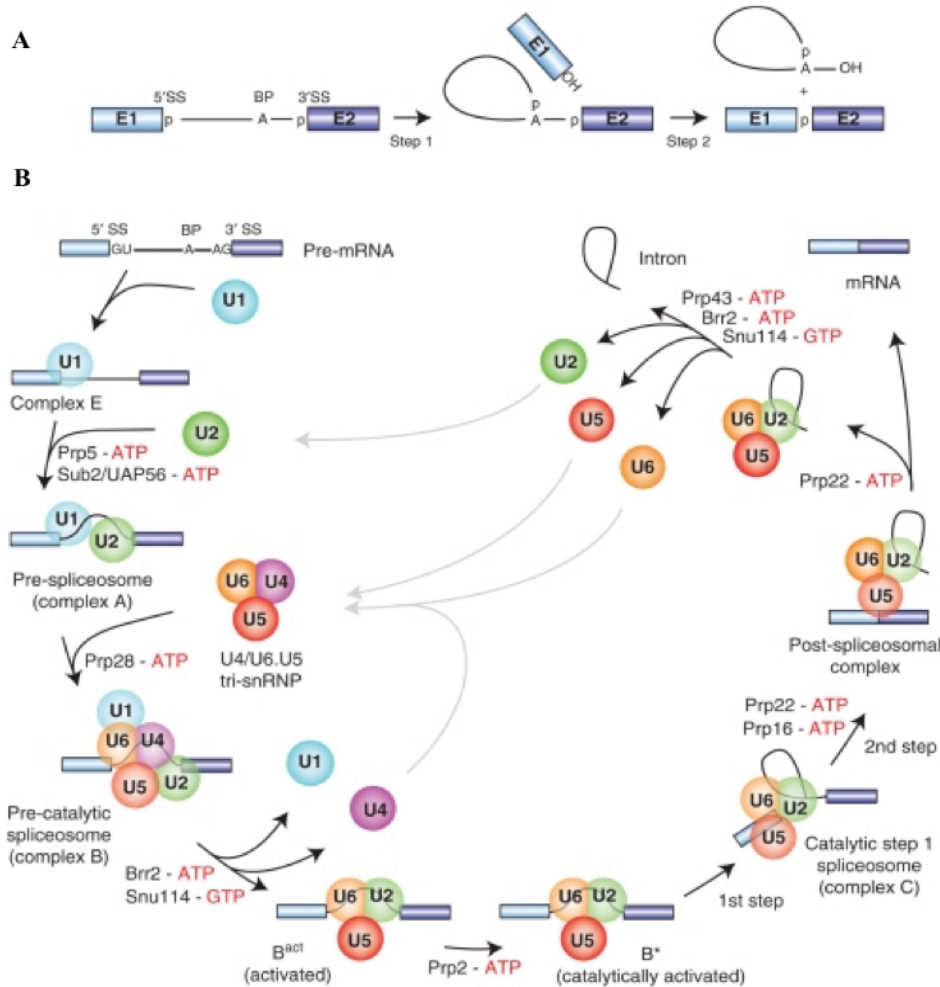 A
5'SS
BP
3'SS
E1
p
A
p
E2
Step 1
E1
OH
p
A
p
E2
Step 2
p
A
OH
+
E1
p
E2
B
5' SS
BP
3' SS
GU
A
AG
Pre-mRNA
U1
U1
Complex E
U2
Prp5 - ATP
Sub2/UAP56 - ATP
U1
U2
Pre-spliceosome
(complex A)
U6
U4
U5
U4/U6.U5
tri-snRNP
Prp28 - ATP
U1
U6
U4
U5
U2
Pre-catalytic
spliceosome
(complex B)
U1
U4
Brr2 - ATP
Snu114 - GTP
U6
U2
U5
Bact
(activated)
Prp2 - ATP
U6
U2
U5
B*
(catalytically activated)
1st step
U6
U2
U5
Catalytic step 1
spliceosome
(complex C)
Prp22 - ATP
Prp16 - ATP
2nd step
U6
U2
U5
Post-spliceosomal
complex
Prp22 - ATP
mRNA
U6
U2
U5
Prp43 - ATP
Brr2 - ATP
Snu114 - GTP
Intron
U2
U5
U6